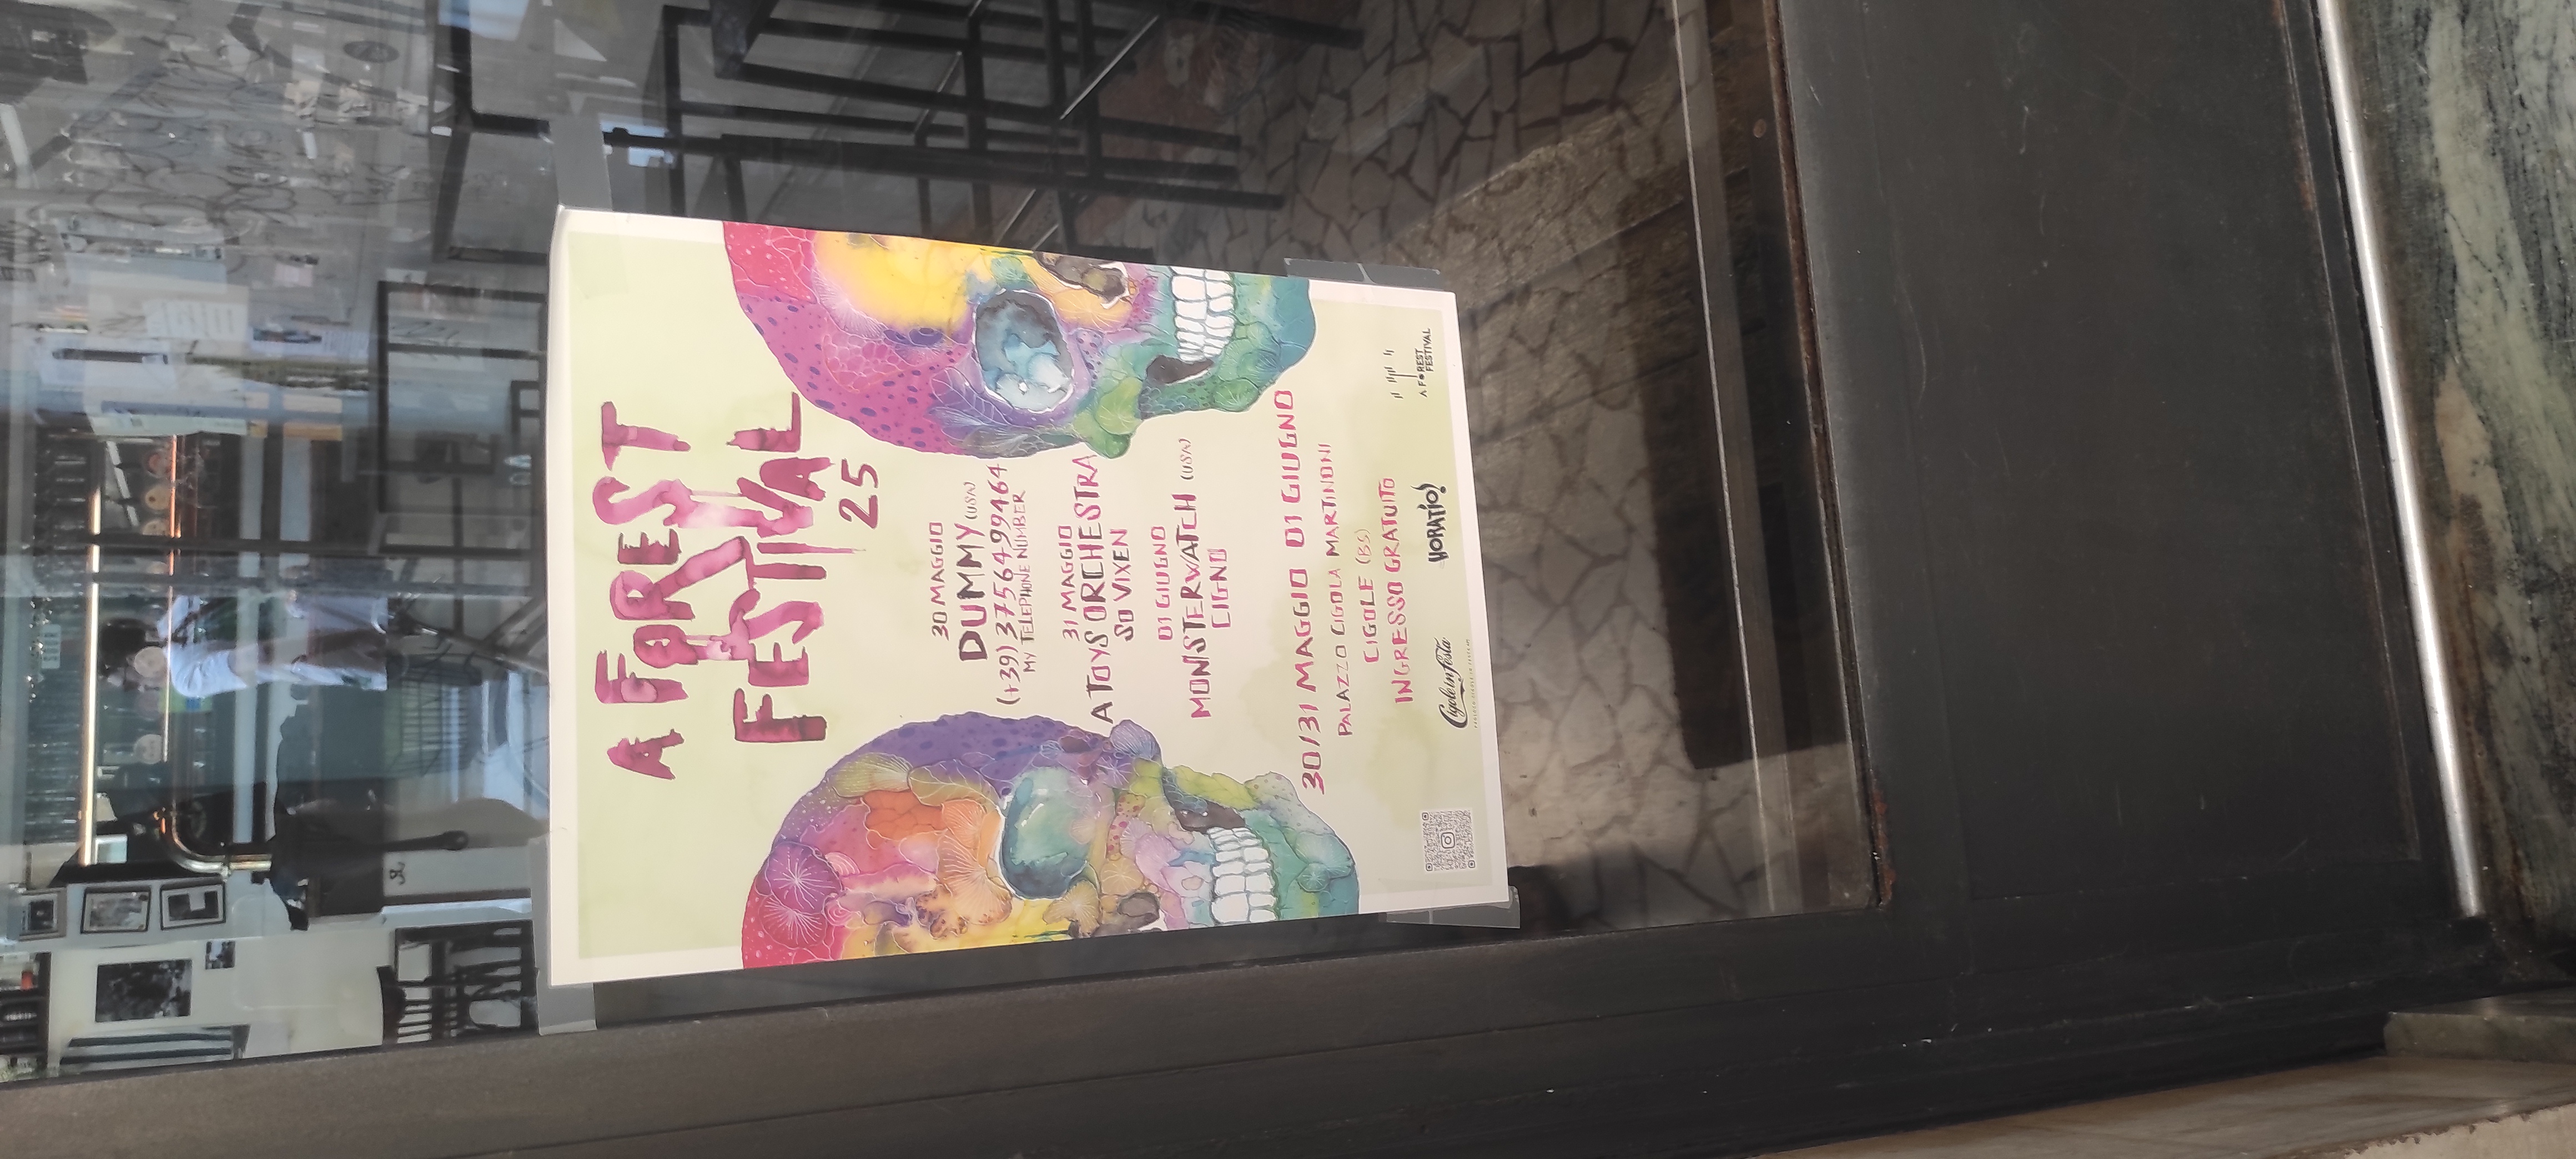 A FOREST
FESTIVAL
25
30 MAGGIO
DUMMY (USA)
(+39) 3756499464
MY TELEPHONE NUMBER
31 MAGGIO
A TOYS ORCHESTRA
SO VIXEN
01 GIUGNO
MONSTERWATCH (USA)
CIGNO
30/31 MAGGIO 01 GIUGNO
PALAZZO CIGOLA MARTINONI
CIGOLE (BS)
INGRESSO GRATUITO
Cigole in festa
HORATIO!
A FOREST
FESTIVAL